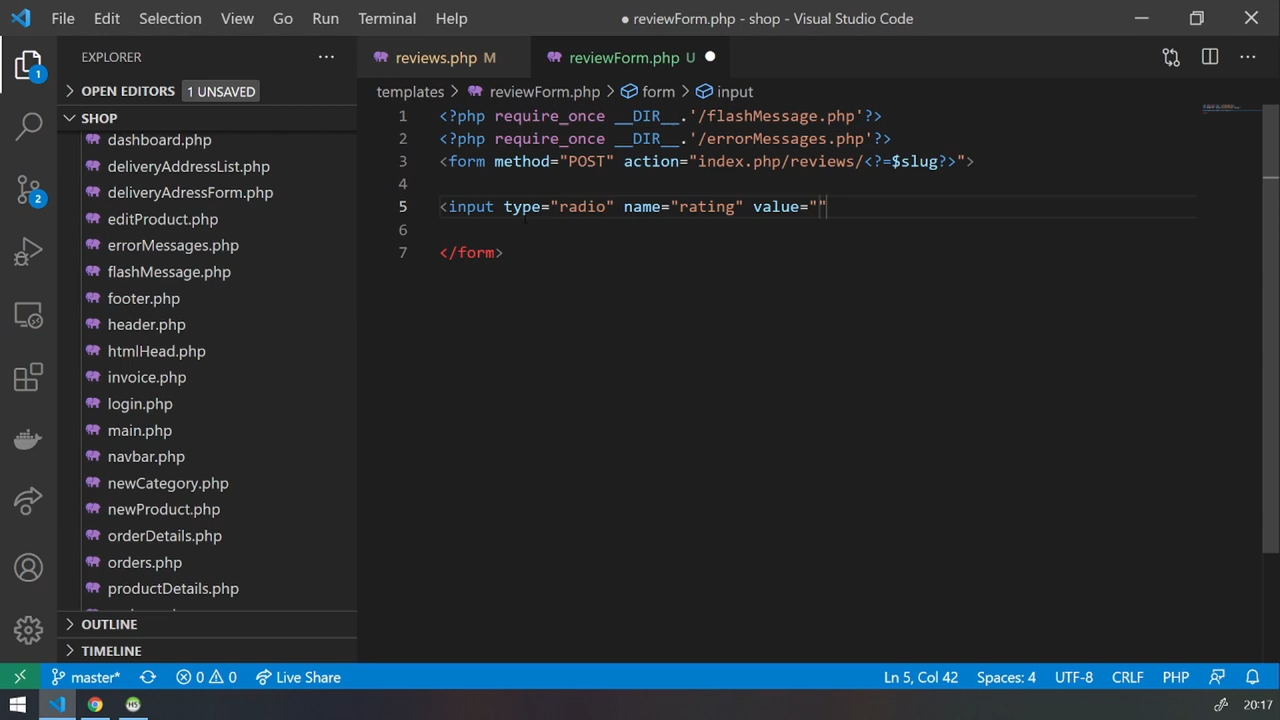 File Edit Selection View Go Run Terminal Help
● reviewForm.php - shop - Visual Studio Code
EXPLORER
reviews.php M
reviewForm.php U
OPEN EDITORS 1 UNSAVED
templates > reviewForm.php > form > input
SHOP
dashboard.php
deliveryAddressList.php
deliveryAdressForm.php
editProduct.php
errorMessages.php
flashMessage.php
footer.php
header.php
htmlHead.php
invoice.php
login.php
main.php
navbar.php
newCategory.php
newProduct.php
orderDetails.php
orders.php
productDetails.php
OUTLINE
TIMELINE
1 <?php require_once __DIR__.'/flashMessage.php'?>
2 <?php require_once __DIR__.'/errorMessages.php'?>
3 <form method="POST" action="index.php/reviews/<?=$slug?>">
4
5 <input type="radio" name="rating" value=""
6
7 </form>
1
2
master* 0 0 Live Share
Ln 5, Col 42 Spaces: 4 UTF-8 CRLF PHP
HS
20:17